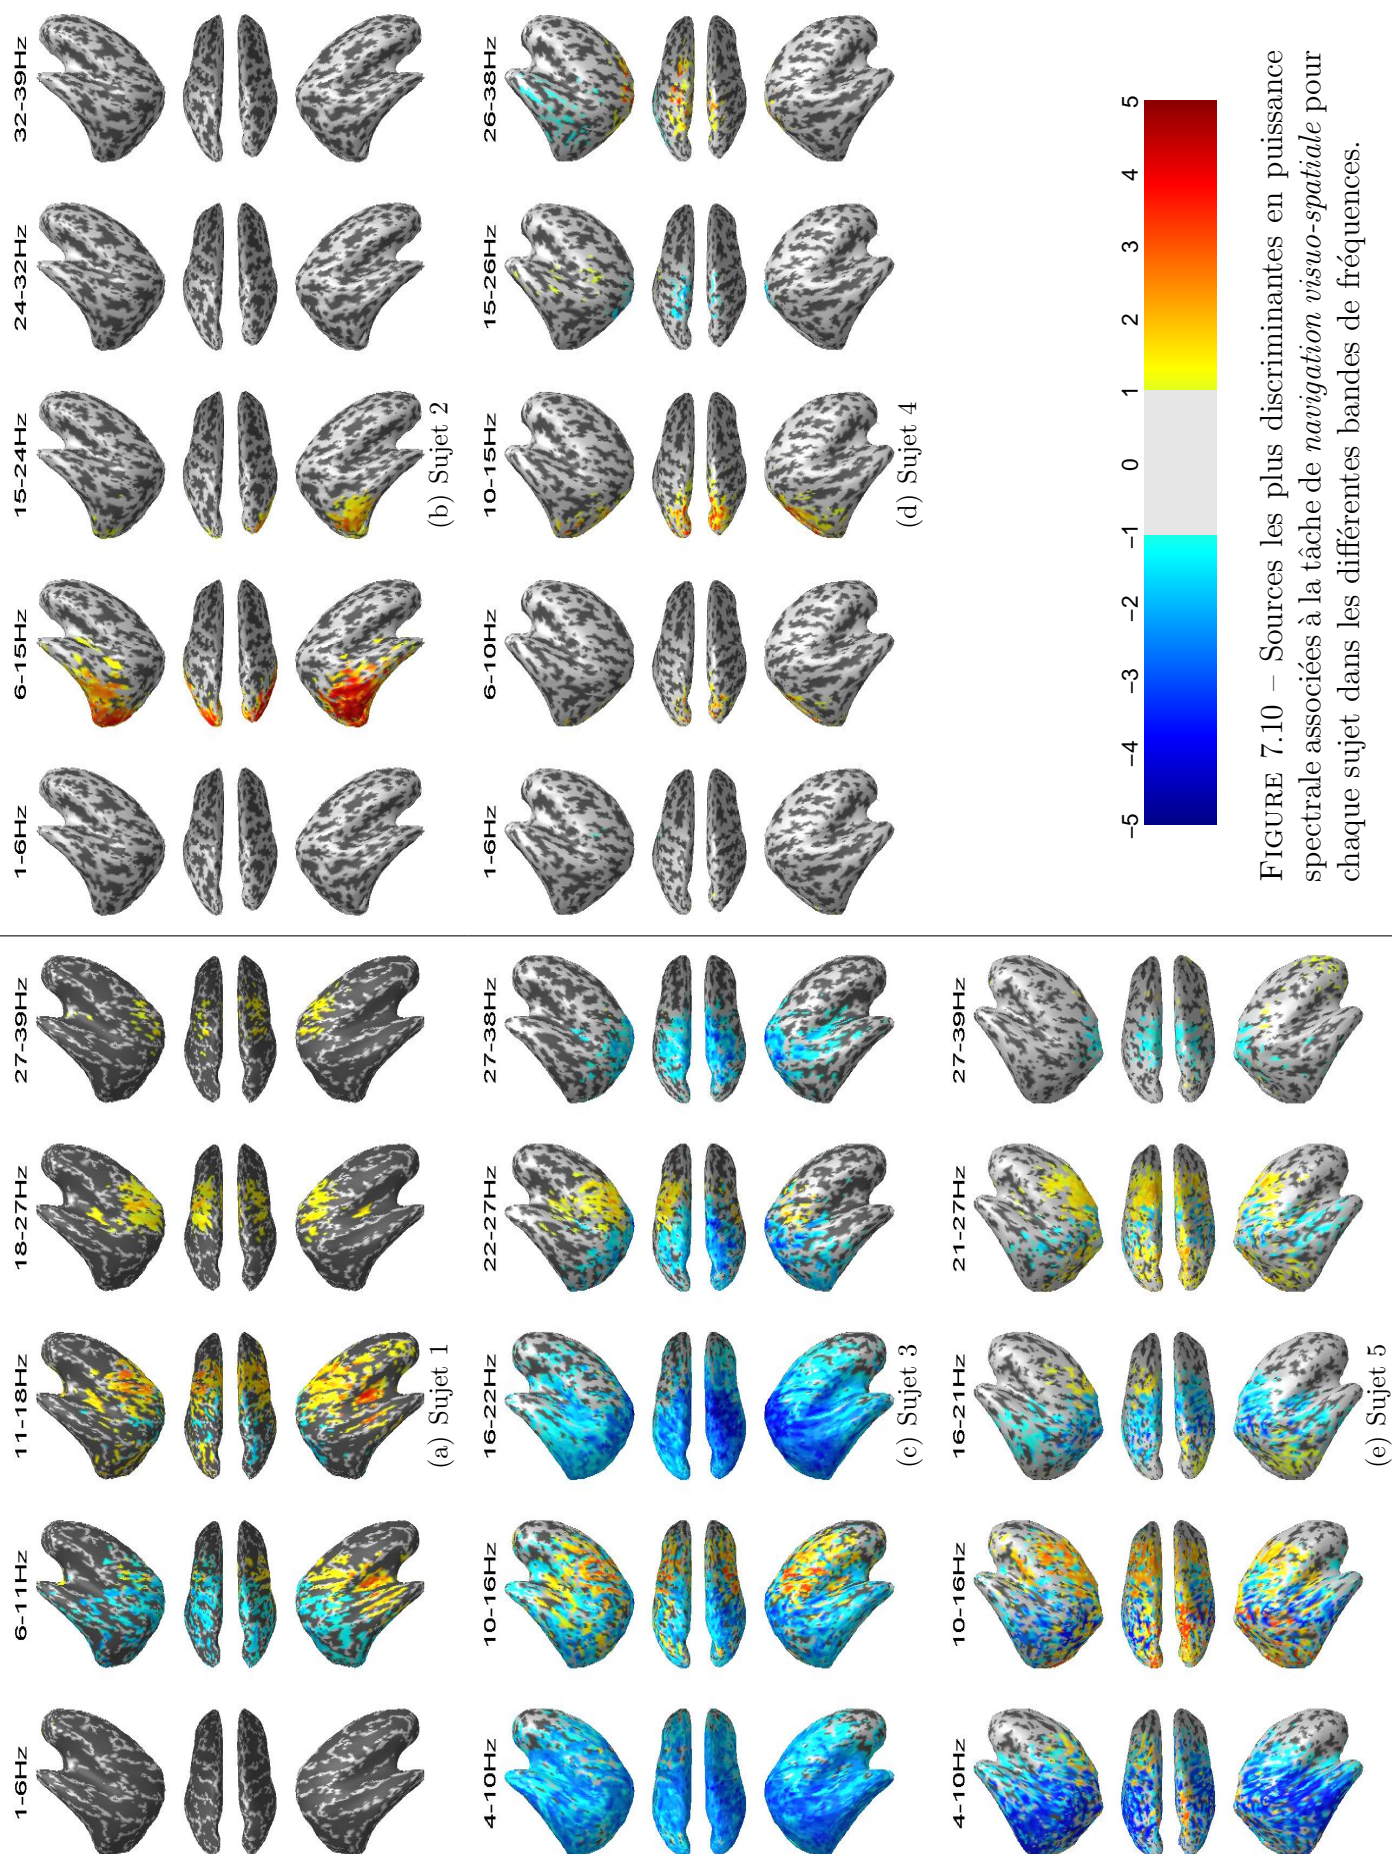 1-6Hz 6-11Hz 11-18Hz 18-27Hz 27-39Hz
(a) Sujet 1
1-6Hz 6-15Hz 15-24Hz 24-32Hz 32-39Hz
(b) Sujet 2
4-10Hz 10-16Hz 16-22Hz 22-27Hz 27-38Hz
(c) Sujet 3
1-6Hz 6-10Hz 10-15Hz 15-26Hz 26-38Hz
(d) Sujet 4
4-10Hz 10-16Hz 16-21Hz 21-27Hz 27-39Hz
(e) Sujet 5
−5 −4 −3 −2 −1 0 1 2 3 4 5
FIGURE 7.10 – Sources les plus discriminantes en puissance
spectrale associées à la tâche de navigation visuo-spatiale pour
chaque sujet dans les différentes bandes de fréquences.